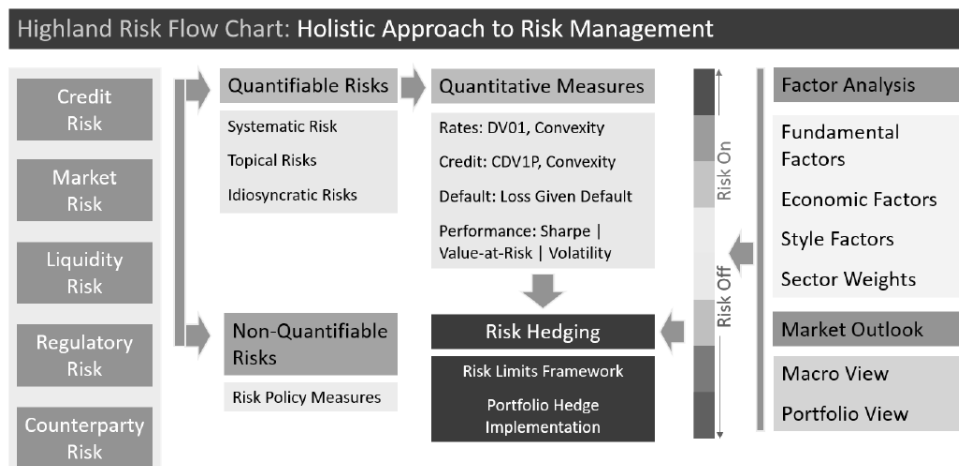 Highland Risk Flow Chart: Holistic Approach to Risk Management
Credit
Risk
Market
Risk
Liquidity
Risk
Regulatory
Risk
Counterparty
Risk
Quantifiable Risks
Systematic Risk
Topical Risks
Idiosyncratic Risks
Non-Quantifiable
Risks
Risk Policy Measures
Quantitative Measures
Rates: DV01, Convexity
Credit: CDV1P, Convexity
Default: Loss Given Default
Performance: Sharpe |
Value-at-Risk | Volatility
Risk Hedging
Risk Limits Framework
Portfolio Hedge
Implementation
Risk On
Risk Off
Factor Analysis
Fundamental
Factors
Economic Factors
Style Factors
Sector Weights
Market Outlook
Macro View
Portfolio View